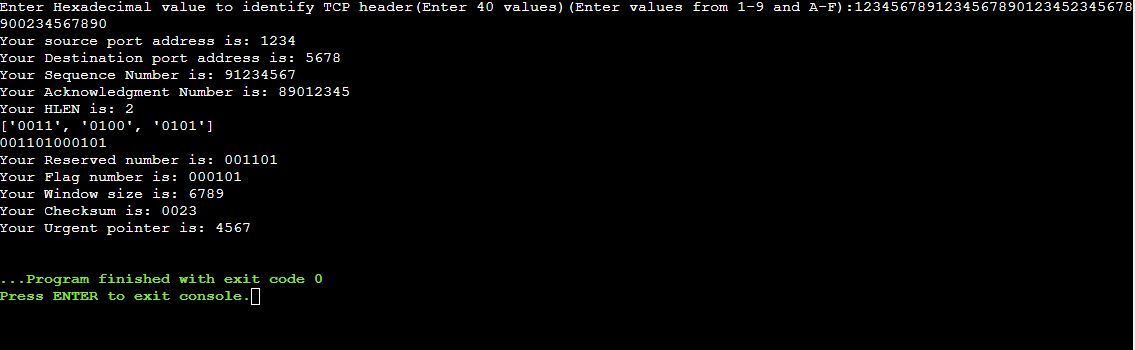 Enter Hexadecimal value to identify TCP header(Enter 40 values)(Enter values from 1-9 and A-F):1234567891234567890123452345678
900234567890
Your source port address is: 1234
Your Destination port address is: 5678
Your Sequence Number is: 91234567
Your Acknowledgment Number is: 89012345
Your HLEN is: 2
['0011', '0100', '0101']
001101000101
Your Reserved number is: 001101
Your Flag number is: 000101
Your Window size is: 6789
Your Checksum is: 0023
Your Urgent pointer is: 4567
...Program finished with exit code 0
Press ENTER to exit console.